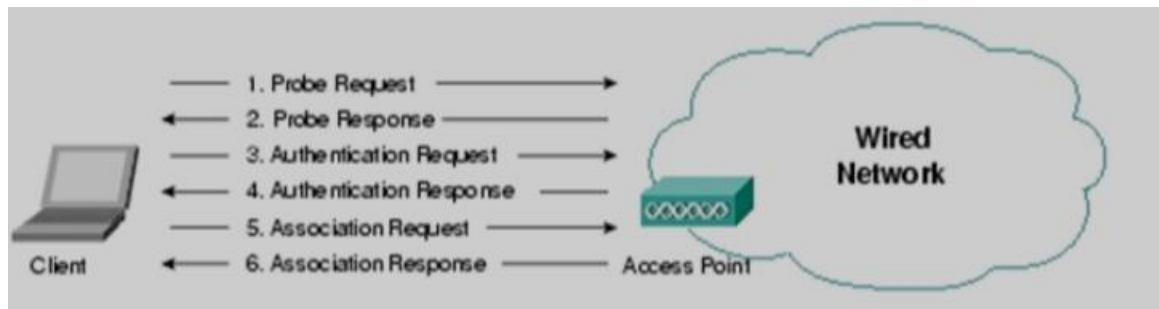 1. Probe Request
2. Probe Response
3. Authentication Request
4. Authentication Response
5. Association Request
6. Association Response
Client
Access Point
Wired
Network